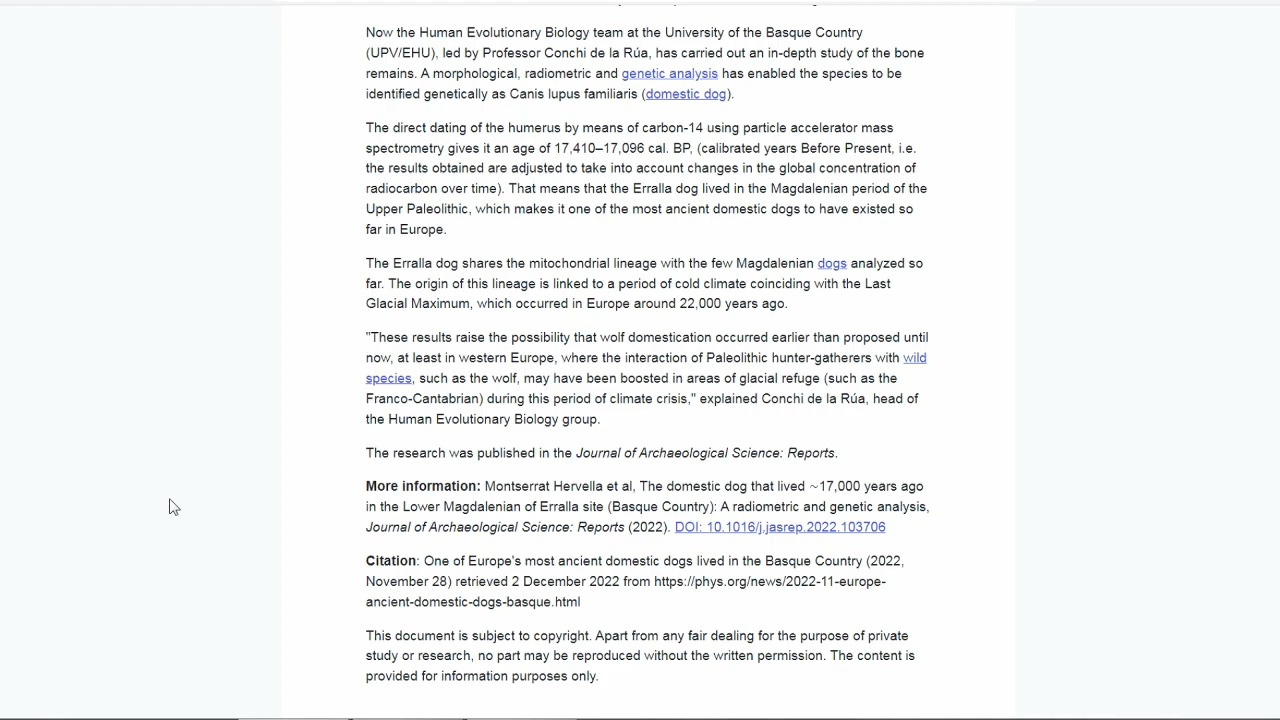 Now the Human Evolutionary Biology team at the University of the Basque Country
(UPV/EHU), led by Professor Conchi de la Rúa, has carried out an in-depth study of the bone
remains. A morphological, radiometric and genetic analysis has enabled the species to be
identified genetically as Canis lupus familiaris (domestic dog).
The direct dating of the humerus by means of carbon-14 using particle accelerator mass
spectrometry gives it an age of 17,410–17,096 cal. BP, (calibrated years Before Present, i.e.
the results obtained are adjusted to take into account changes in the global concentration of
radiocarbon over time). That means that the Erralla dog lived in the Magdalenian period of the
Upper Paleolithic, which makes it one of the most ancient domestic dogs to have existed so
far in Europe.
The Erralla dog shares the mitochondrial lineage with the few Magdalenian dogs analyzed so
far. The origin of this lineage is linked to a period of cold climate coinciding with the Last
Glacial Maximum, which occurred in Europe around 22,000 years ago.
"These results raise the possibility that wolf domestication occurred earlier than proposed until
now, at least in western Europe, where the interaction of Paleolithic hunter-gatherers with wild
species, such as the wolf, may have been boosted in areas of glacial refuge (such as the
Franco-Cantabrian) during this period of climate crisis," explained Conchi de la Rúa, head of
the Human Evolutionary Biology group.
The research was published in the Journal of Archaeological Science: Reports.
More information: Montserrat Hervella et al, The domestic dog that lived ~17,000 years ago
in the Lower Magdalenian of Erralla site (Basque Country): A radiometric and genetic analysis,
Journal of Archaeological Science: Reports (2022). DOI: 10.1016/j.jasrep.2022.103706
Citation: One of Europe's most ancient domestic dogs lived in the Basque Country (2022,
November 28) retrieved 2 December 2022 from https://phys.org/news/2022-11-europe-
ancient-domestic-dogs-basque.html
This document is subject to copyright. Apart from any fair dealing for the purpose of private
study or research, no part may be reproduced without the written permission. The content is
provided for information purposes only.